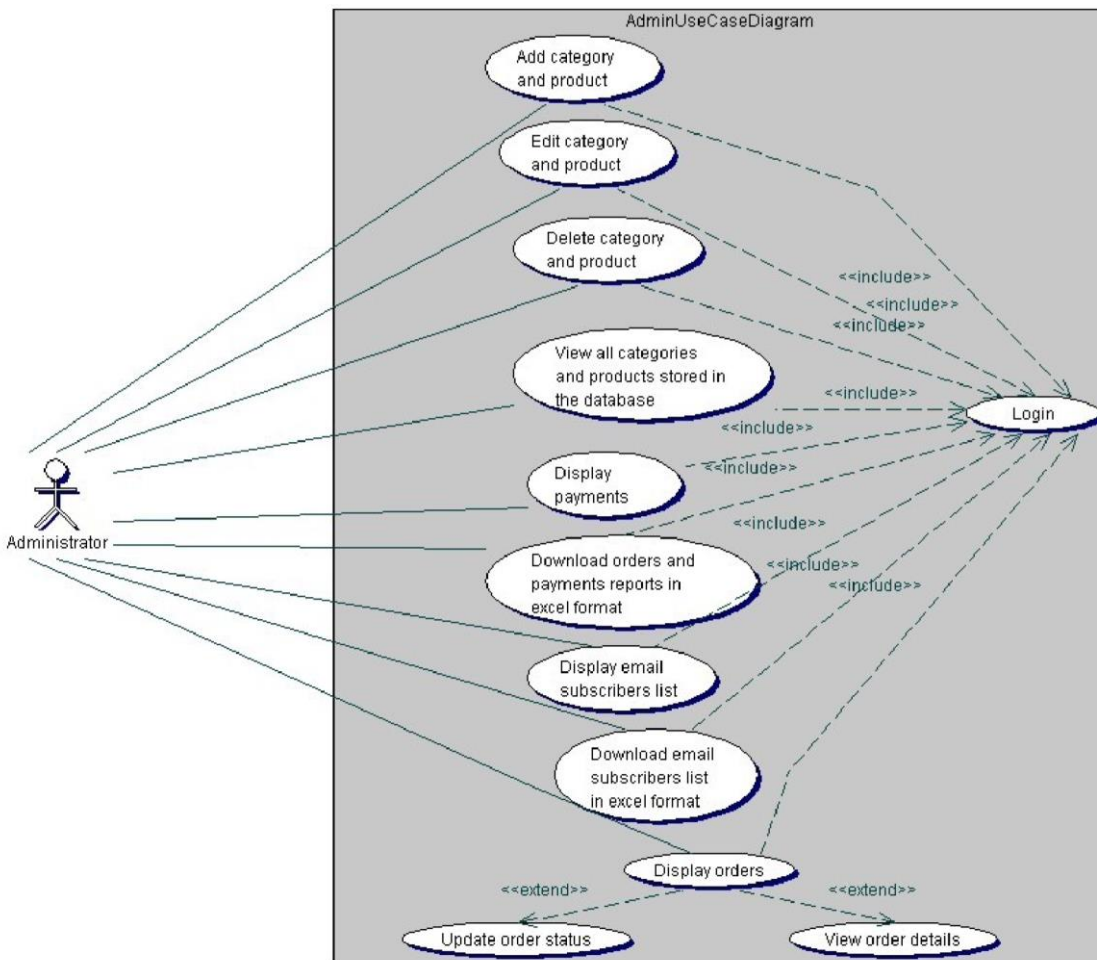 AdminUseCaseDiagram
Add category
and product
Edit category
and product
Delete category
and product
<<include>>
<<include>>
<<include>>
View all categories
and products stored in
the database
<<include>>
Login
<<include>>
Display
payments
<<include>>
Administrator
<<include>>
Download orders and
payments reports in
excel format
<<include>>
<<include>>
Display email
subscribers list
Download email
subscribers list
in excel format
Display orders
<<extend>>
<<extend>>
Update order status
View order details